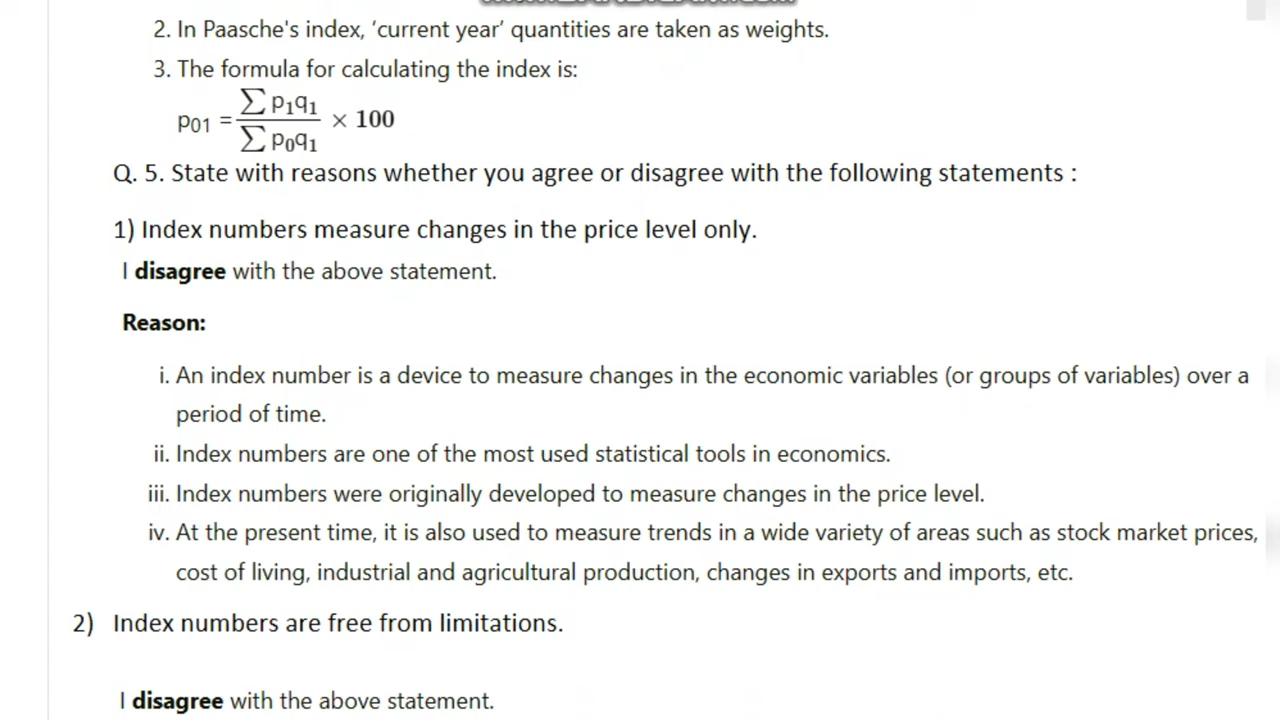 2. In Paasche's index, ‘current year’ quantities are taken as weights.
3. The formula for calculating the index is:
p01 = ∑ p1q1 / ∑ p0q1 × 100
Q. 5. State with reasons whether you agree or disagree with the following statements :
1) Index numbers measure changes in the price level only.
I disagree with the above statement.
Reason:
i. An index number is a device to measure changes in the economic variables (or groups of variables) over a
period of time.
ii. Index numbers are one of the most used statistical tools in economics.
iii. Index numbers were originally developed to measure changes in the price level.
iv. At the present time, it is also used to measure trends in a wide variety of areas such as stock market prices,
cost of living, industrial and agricultural production, changes in exports and imports, etc.
2) Index numbers are free from limitations.
I disagree with the above statement.